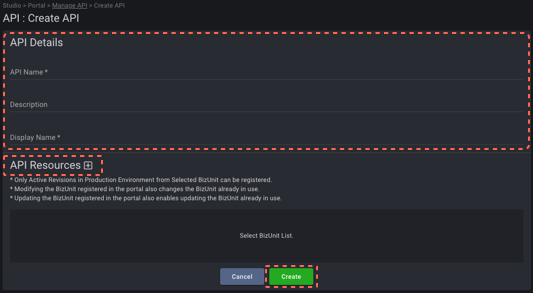 Studio > Portal > Manage API > Create API
API : Create API
API Details
API Name *
Description
Display Name *
API Resources
* Only Active Revisions in Production Environment from Selected BizUnit can be registered.
* Modifying the BizUnit registered in the portal also changes the BizUnit already in use.
* Updating the BizUnit registered in the portal also enables updating the BizUnit already in use.
Select BizUnit List.
Cancel Create